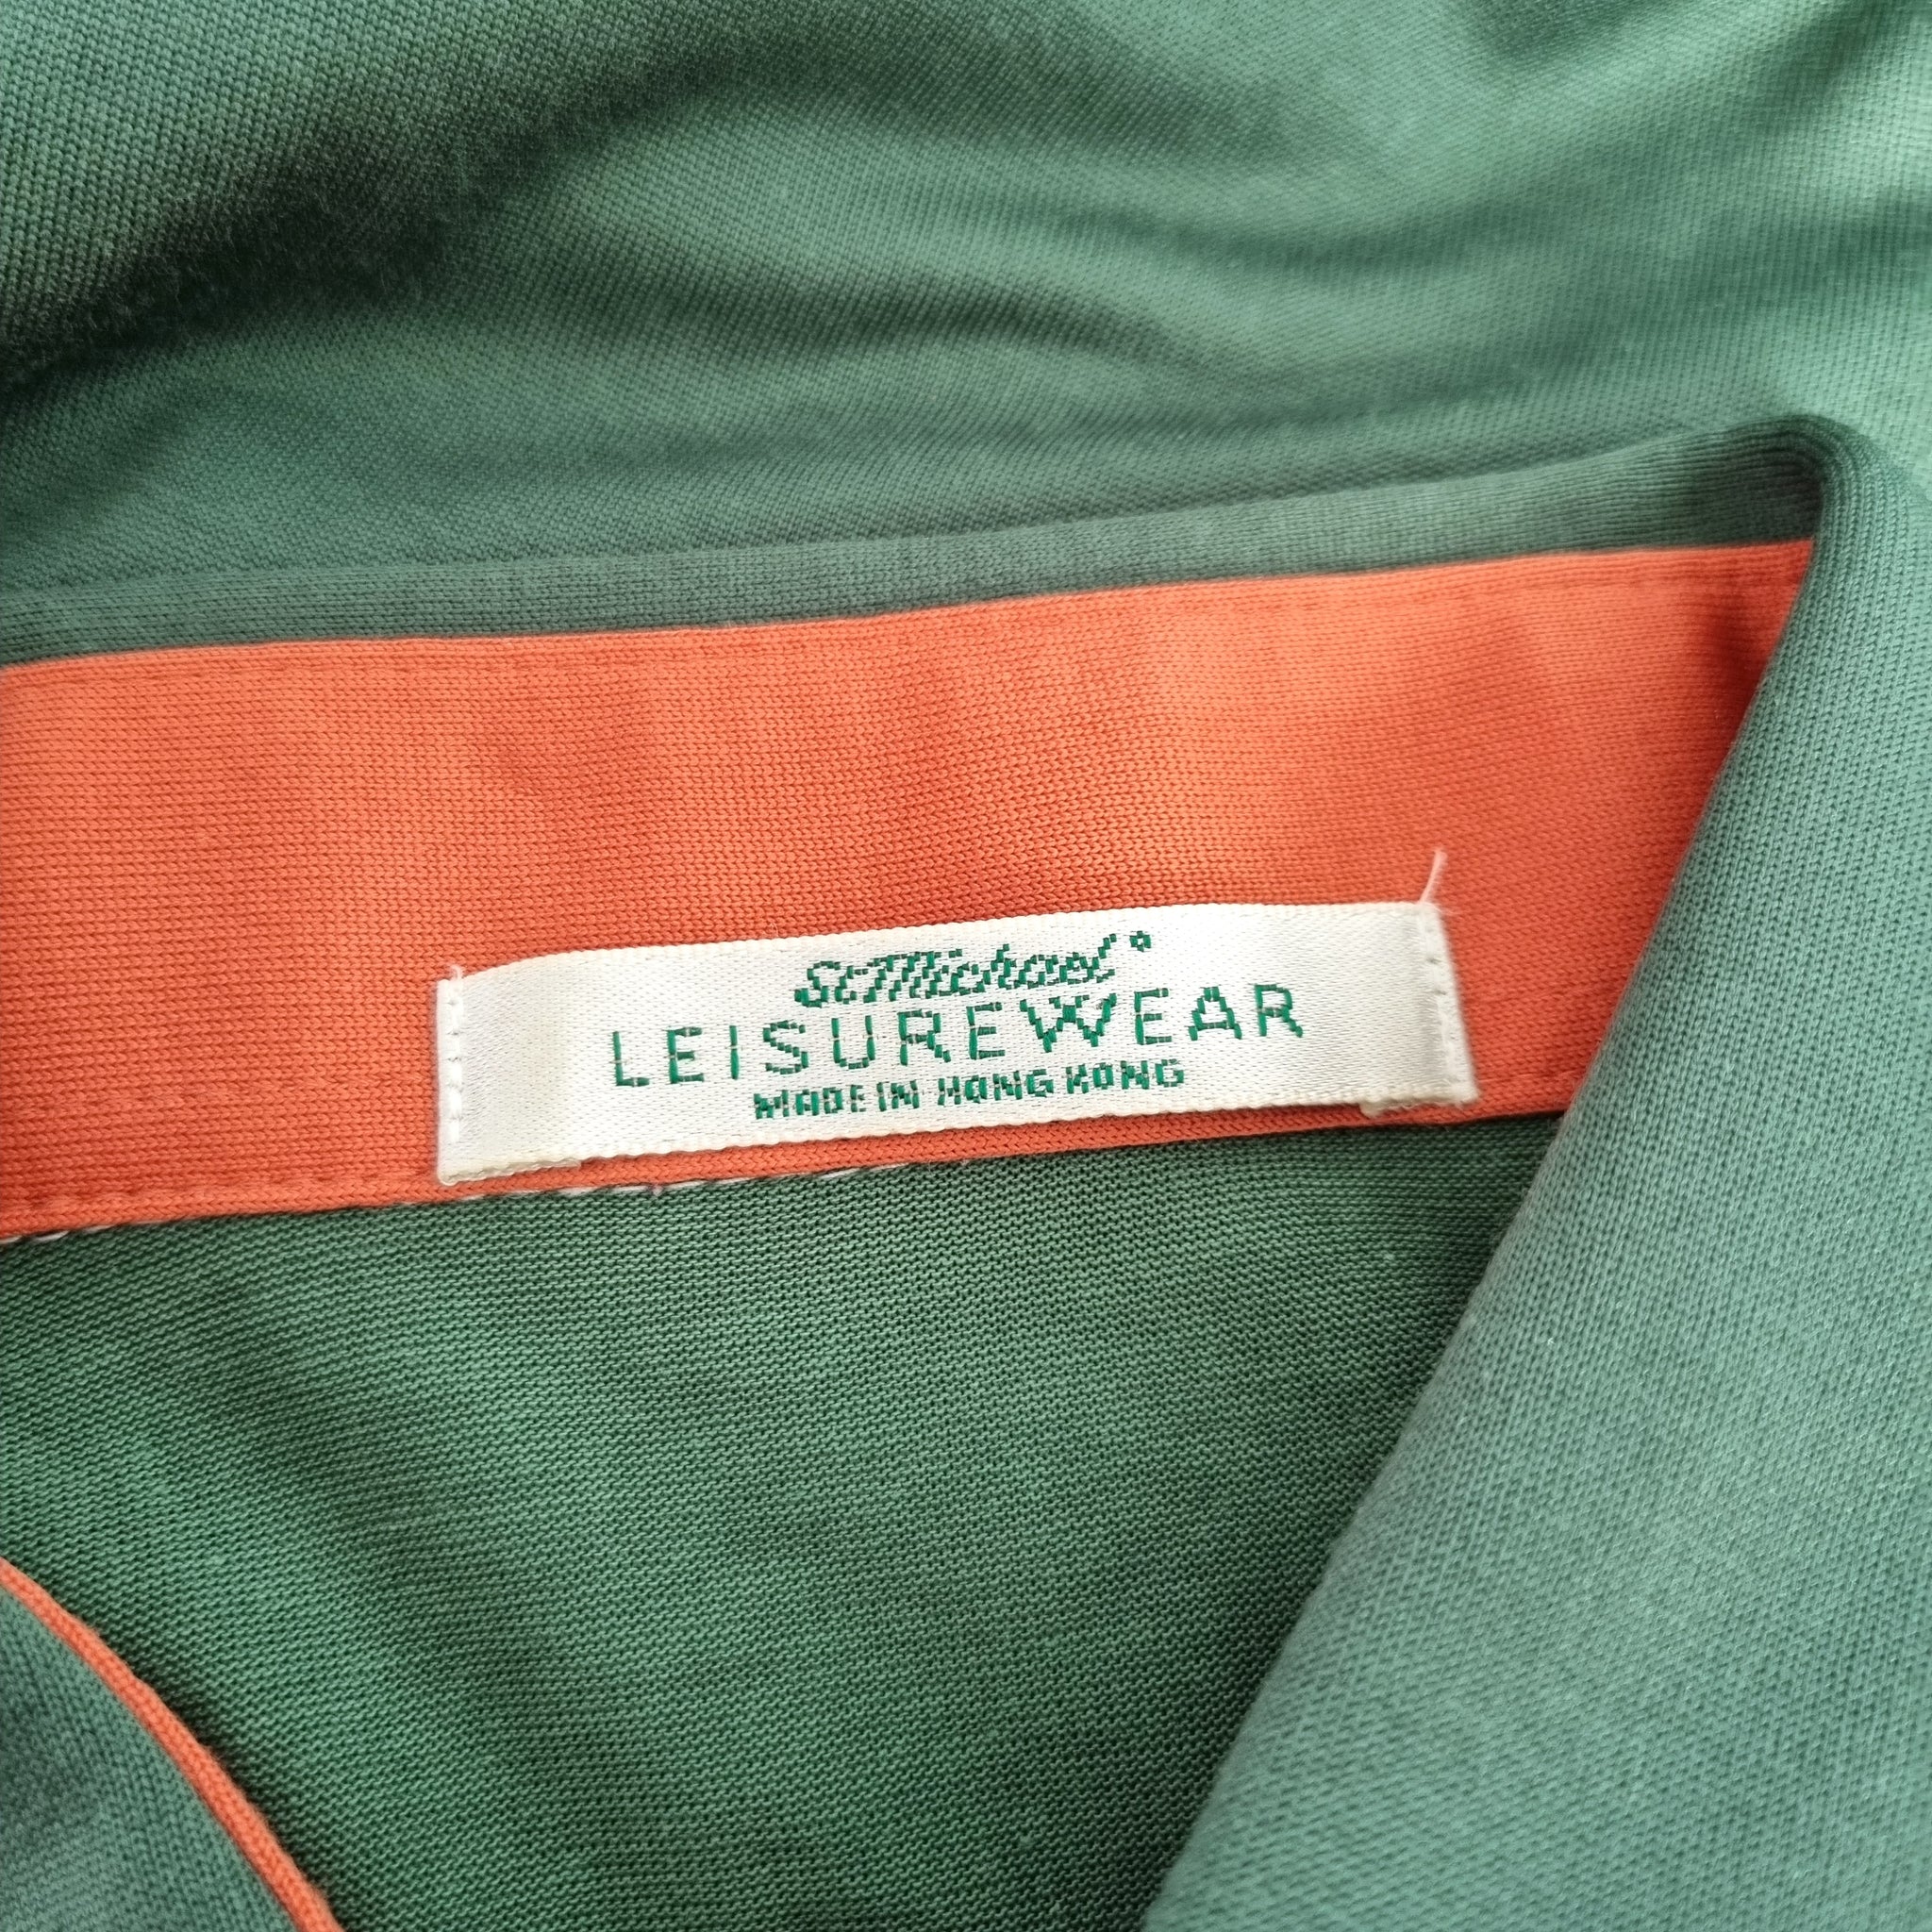 St Michael®
LEISUREWEAR
MADE IN HONG KONG